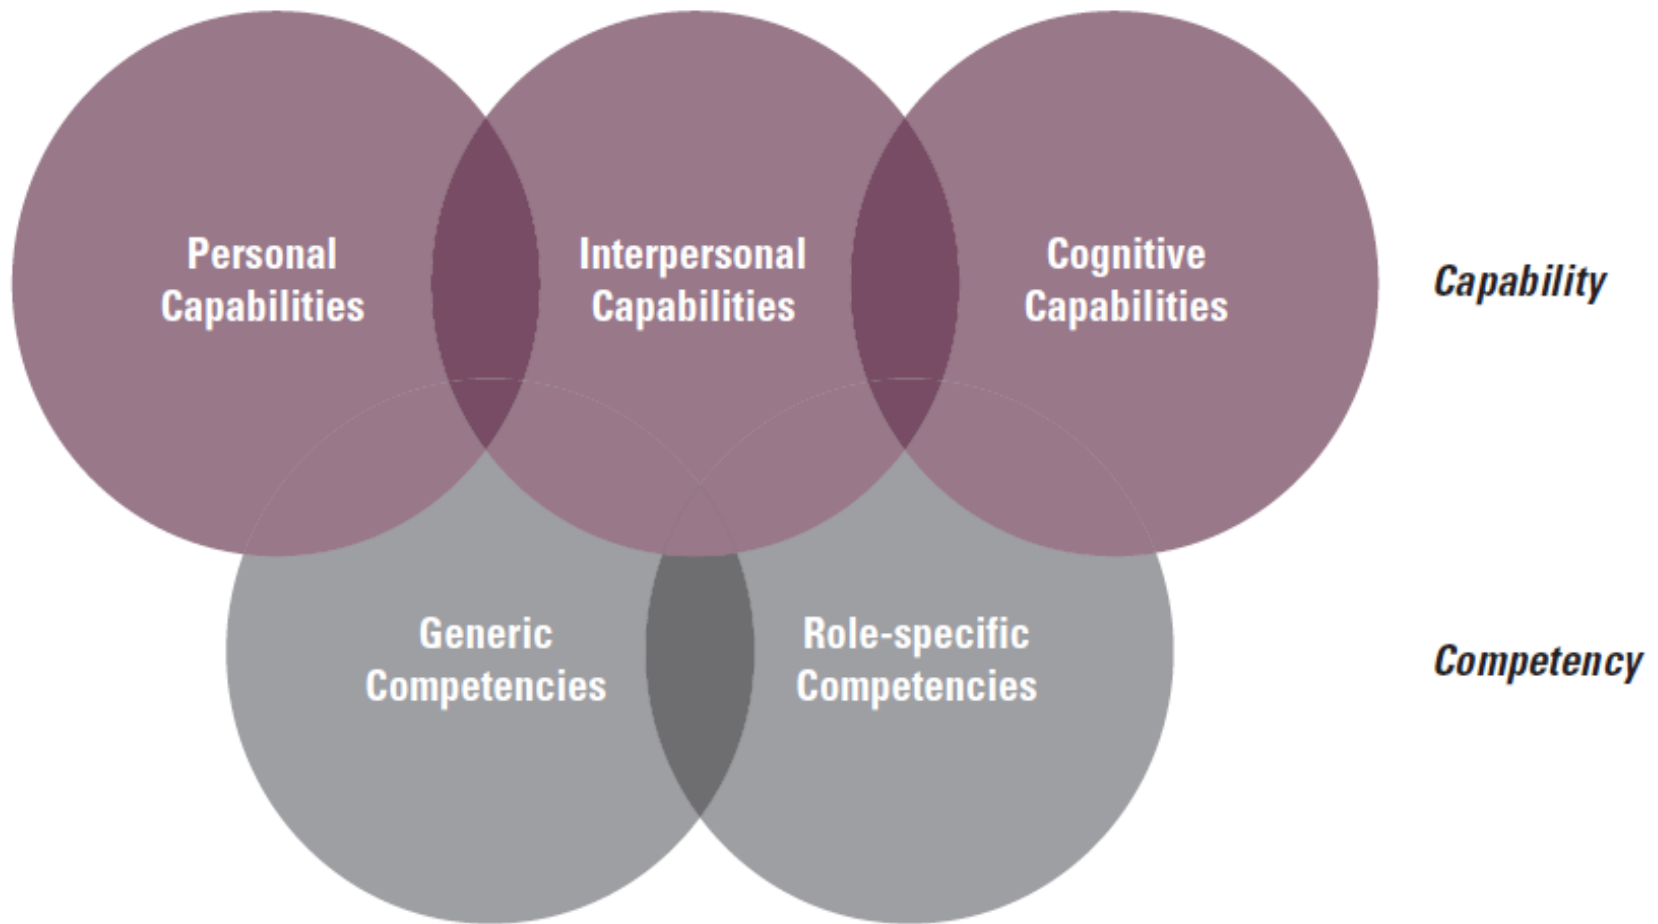 Personal
Capabilities
Interpersonal
Capabilities
Cognitive
Capabilities
Capability
Generic
Competencies
Role-specific
Competencies
Competency